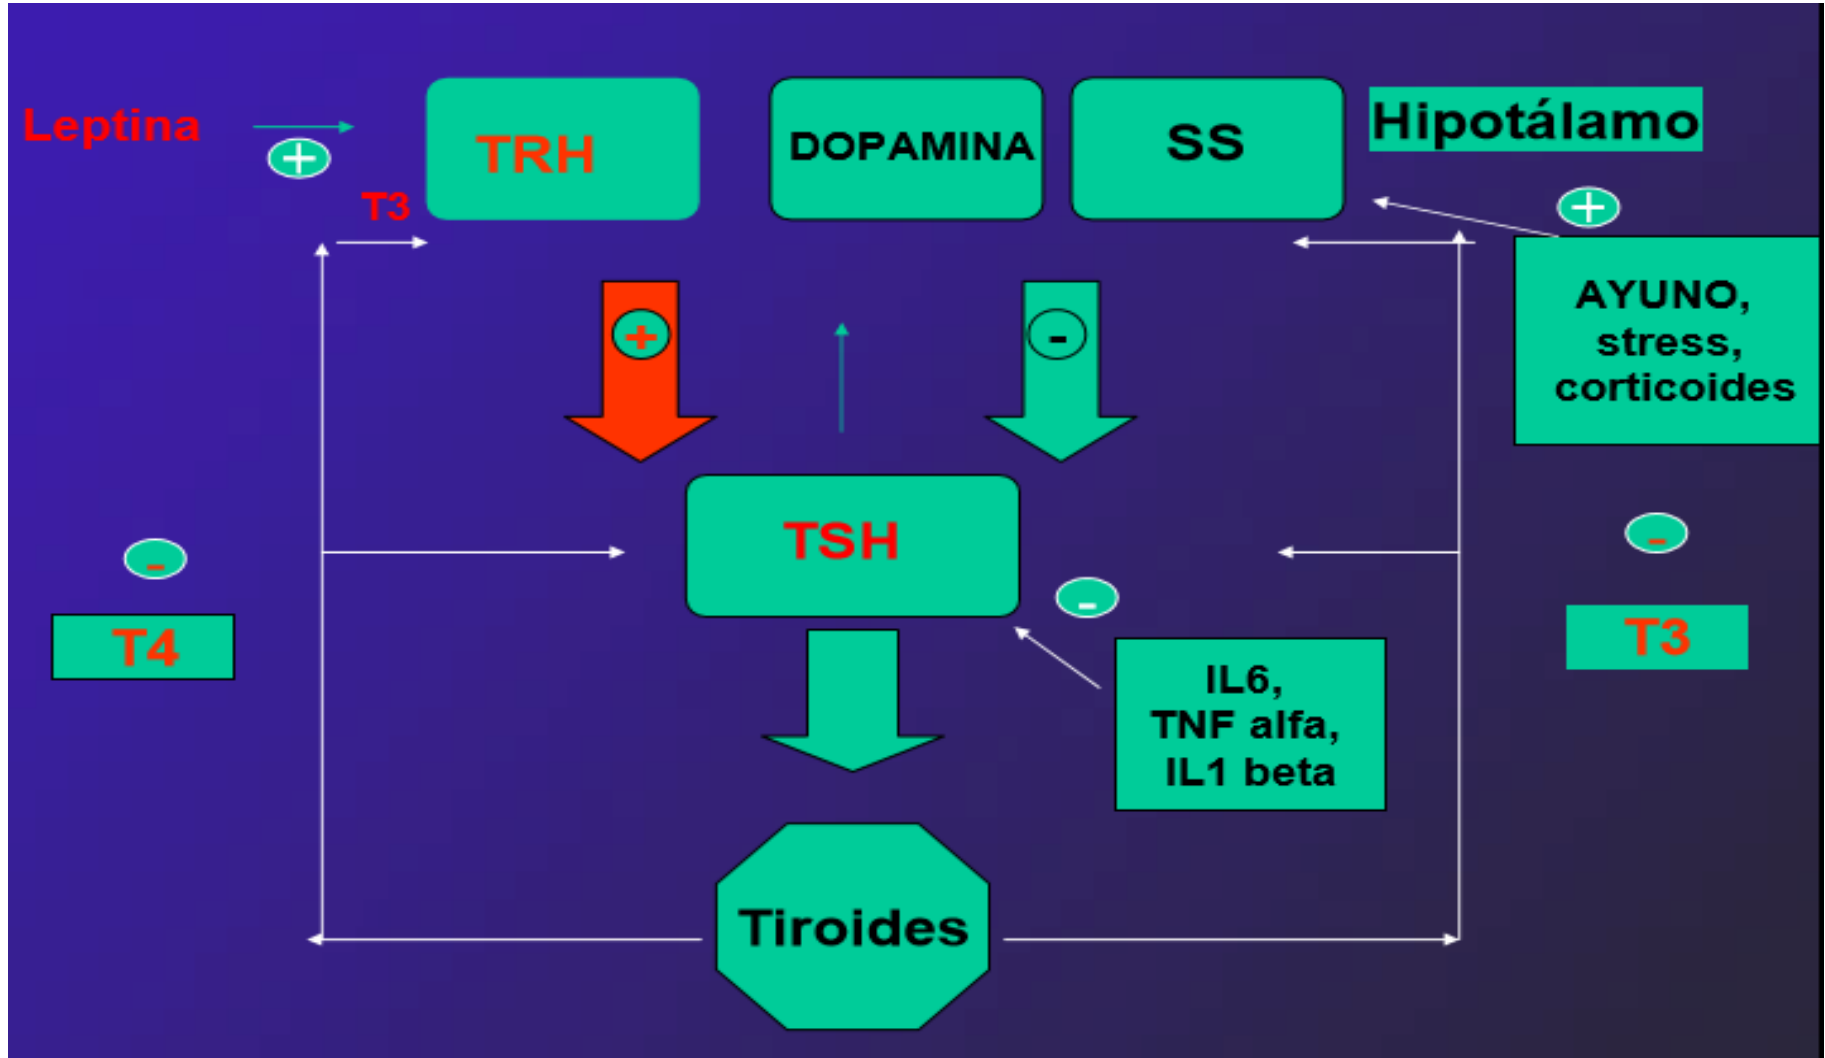 Leptina
+
TRH
DOPAMINA
SS
Hipotálamo
T3
+
AYUNO,
stress,
corticoides
+
-
TSH
-
-
-
T4
T3
IL6,
TNF alfa,
IL1 beta
Tiroides